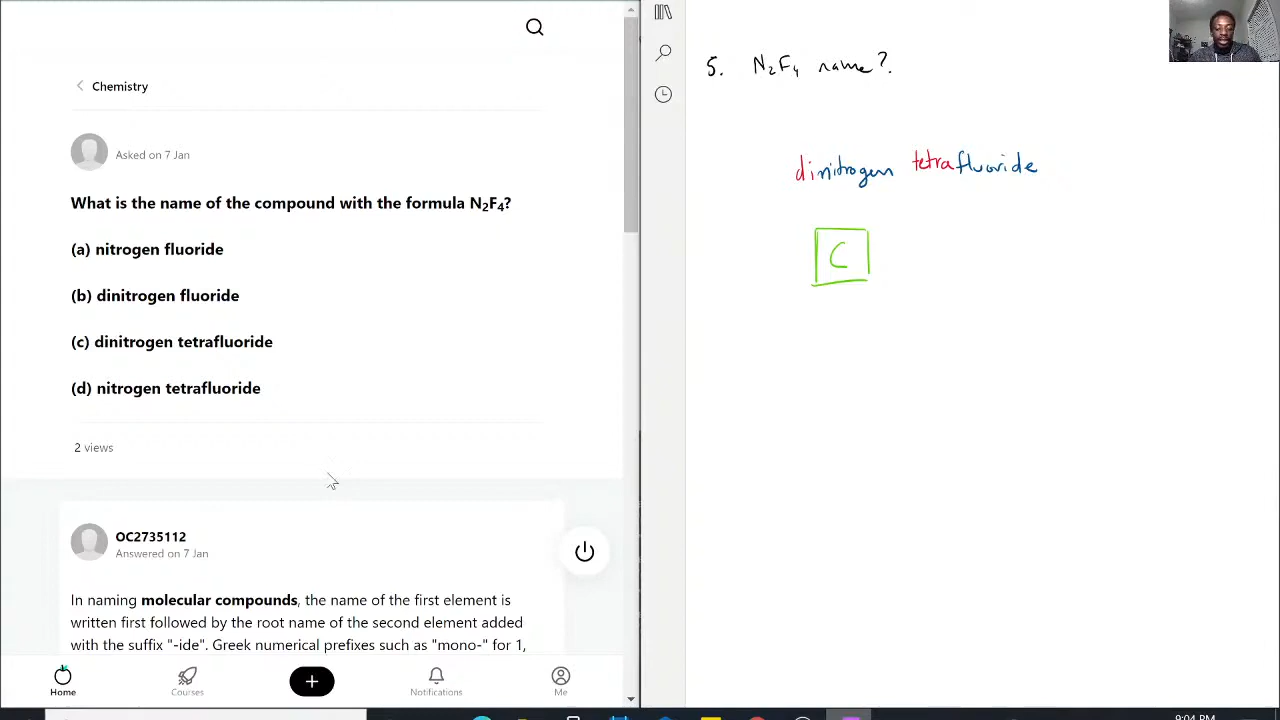 Chemistry
Asked on 7 Jan
What is the name of the compound with the formula N₂F₄?
(a) nitrogen fluoride
(b) dinitrogen fluoride
(c) dinitrogen tetrafluoride
(d) nitrogen tetrafluoride
2 views
OC2735112
Answered on 7 Jan
In naming molecular compounds, the name of the first element is
written first followed by the root name of the second element added
with the suffix "-ide". Greek numerical prefixes such as "mono-" for 1,
Home
Courses
Notifications
Me
5. N₂F₄ name?.
dinitrogen tetrafluoride
C
9:04 PM